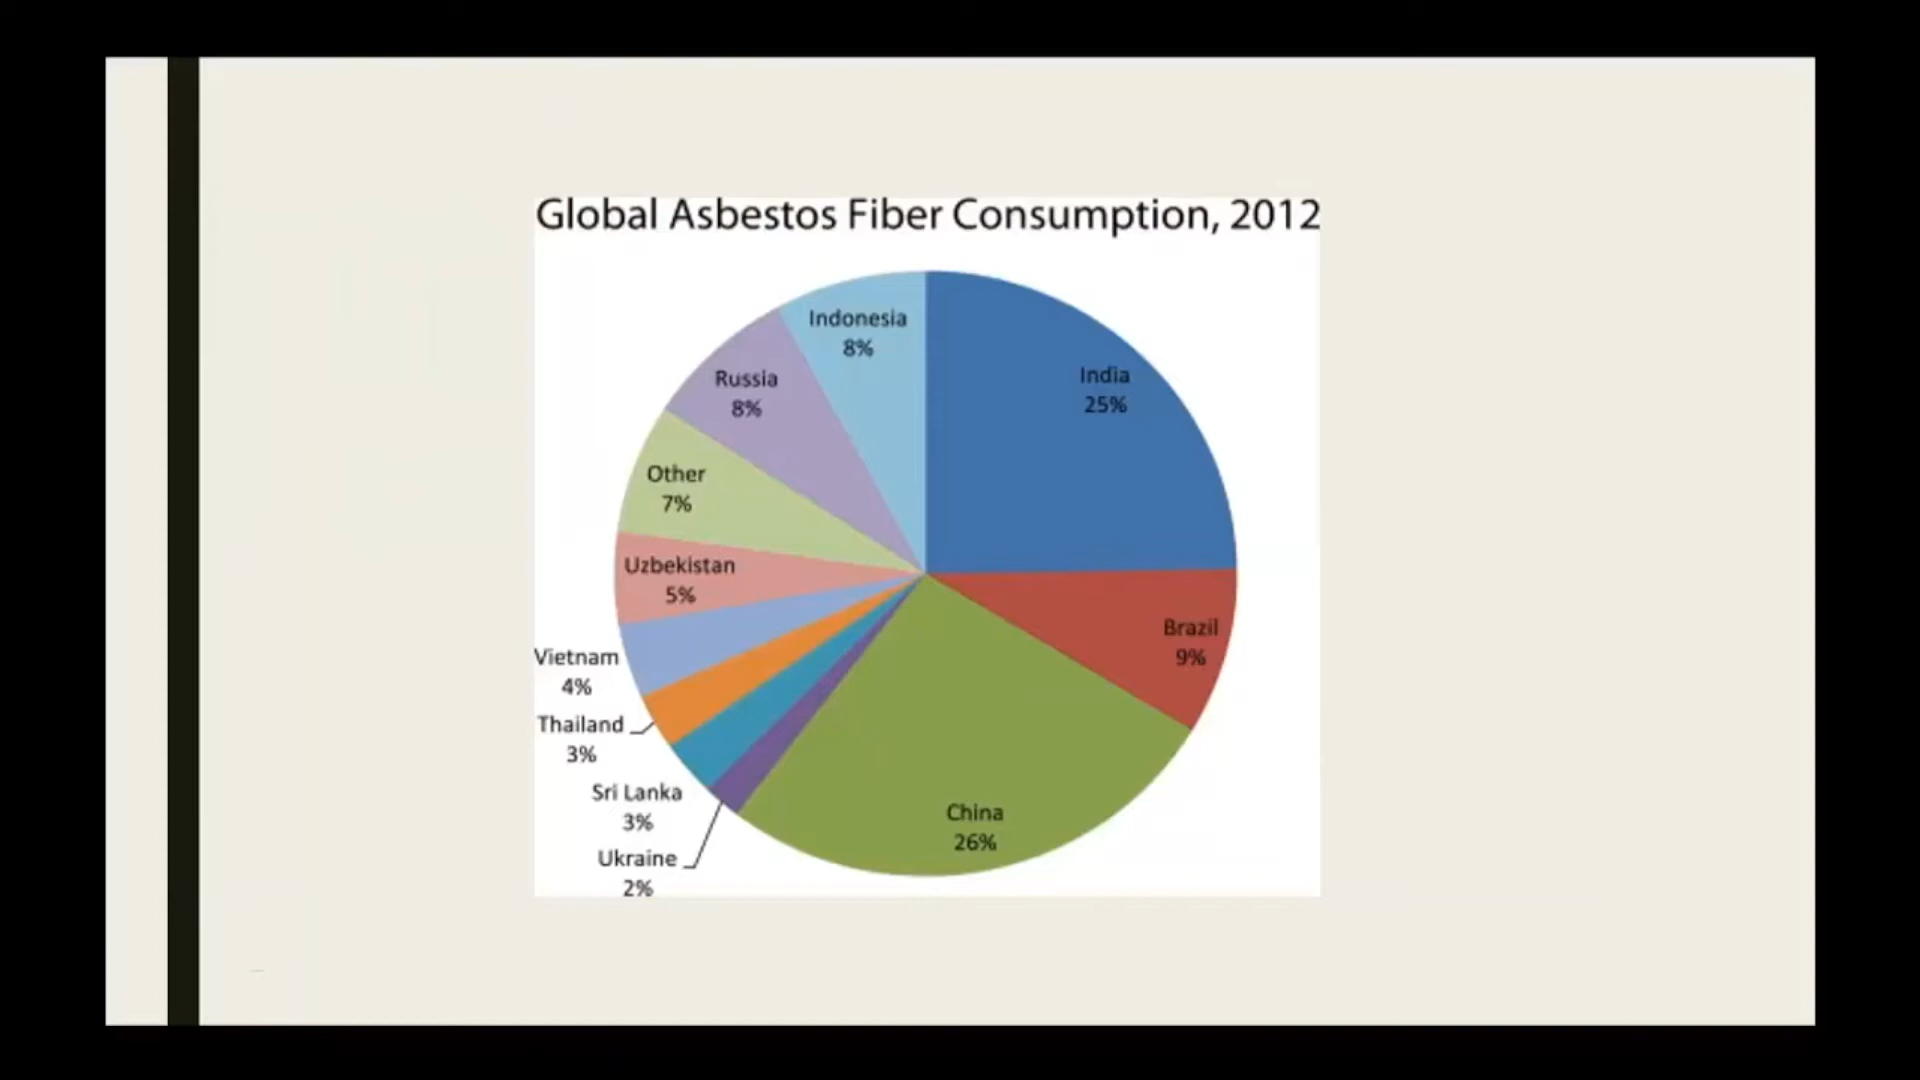 Global Asbestos Fiber Consumption, 2012
Indonesia
8%
India
25%
Russia
8%
Other
7%
Uzbekistan
5%
Brazil
9%
Vietnam
4%
Thailand
3%
Sri Lanka
3%
China
26%
Ukraine
2%